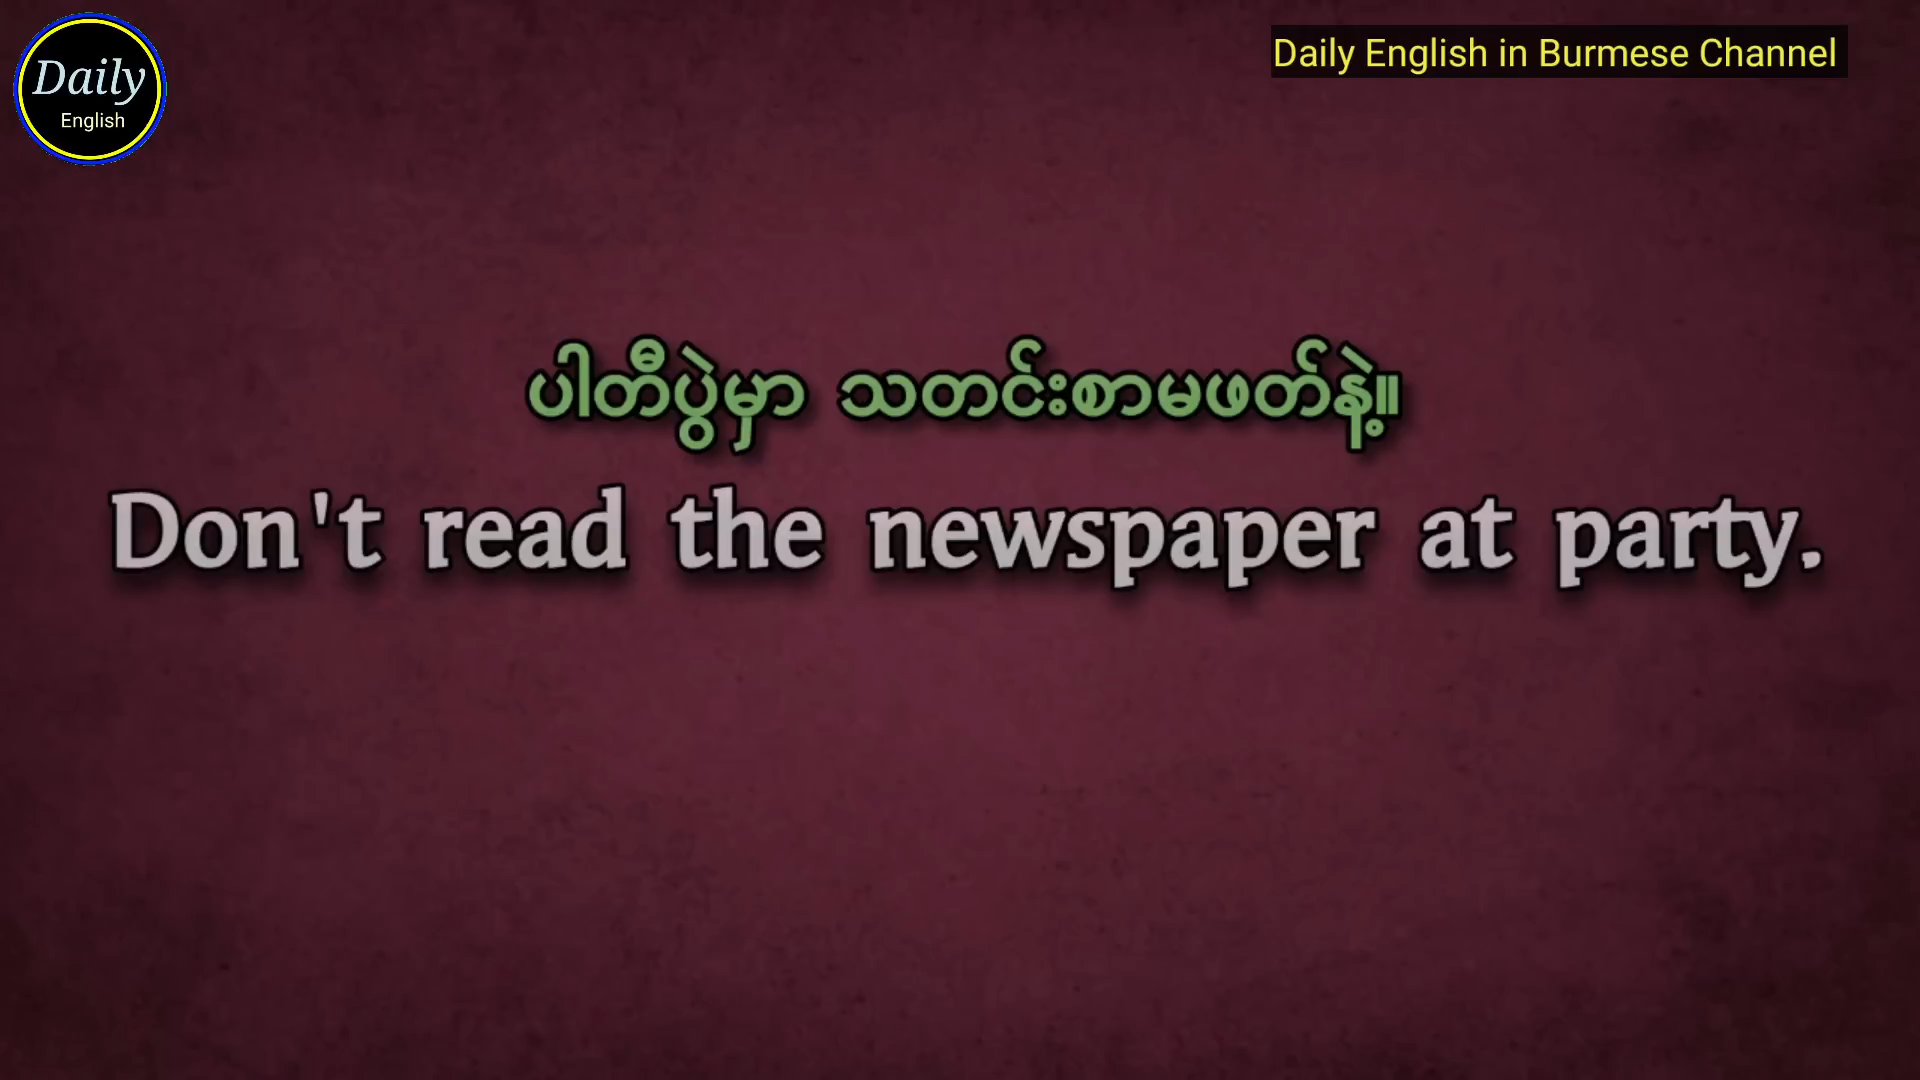 Daily
English
Daily English in Burmese Channel
ပါတီပွဲမှာ သတင်းစာမဖတ်နဲ့။
Don't read the newspaper at party.